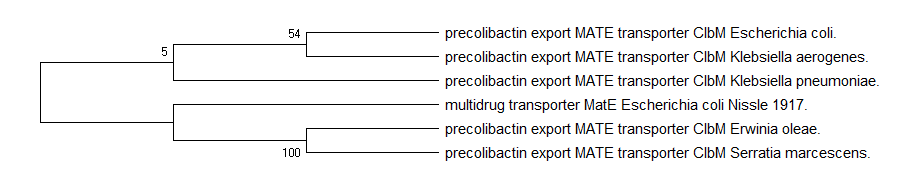 54
precolibactin export MATE transporter ClbM Escherichia coli.
5
precolibactin export MATE transporter ClbM Klebsiella aerogenes.
precolibactin export MATE transporter ClbM Klebsiella pneumoniae.
multidrug transporter MatE Escherichia coli Nissle 1917.
precolibactin export MATE transporter ClbM Erwinia oleae.
100
precolibactin export MATE transporter ClbM Serratia marcescens.